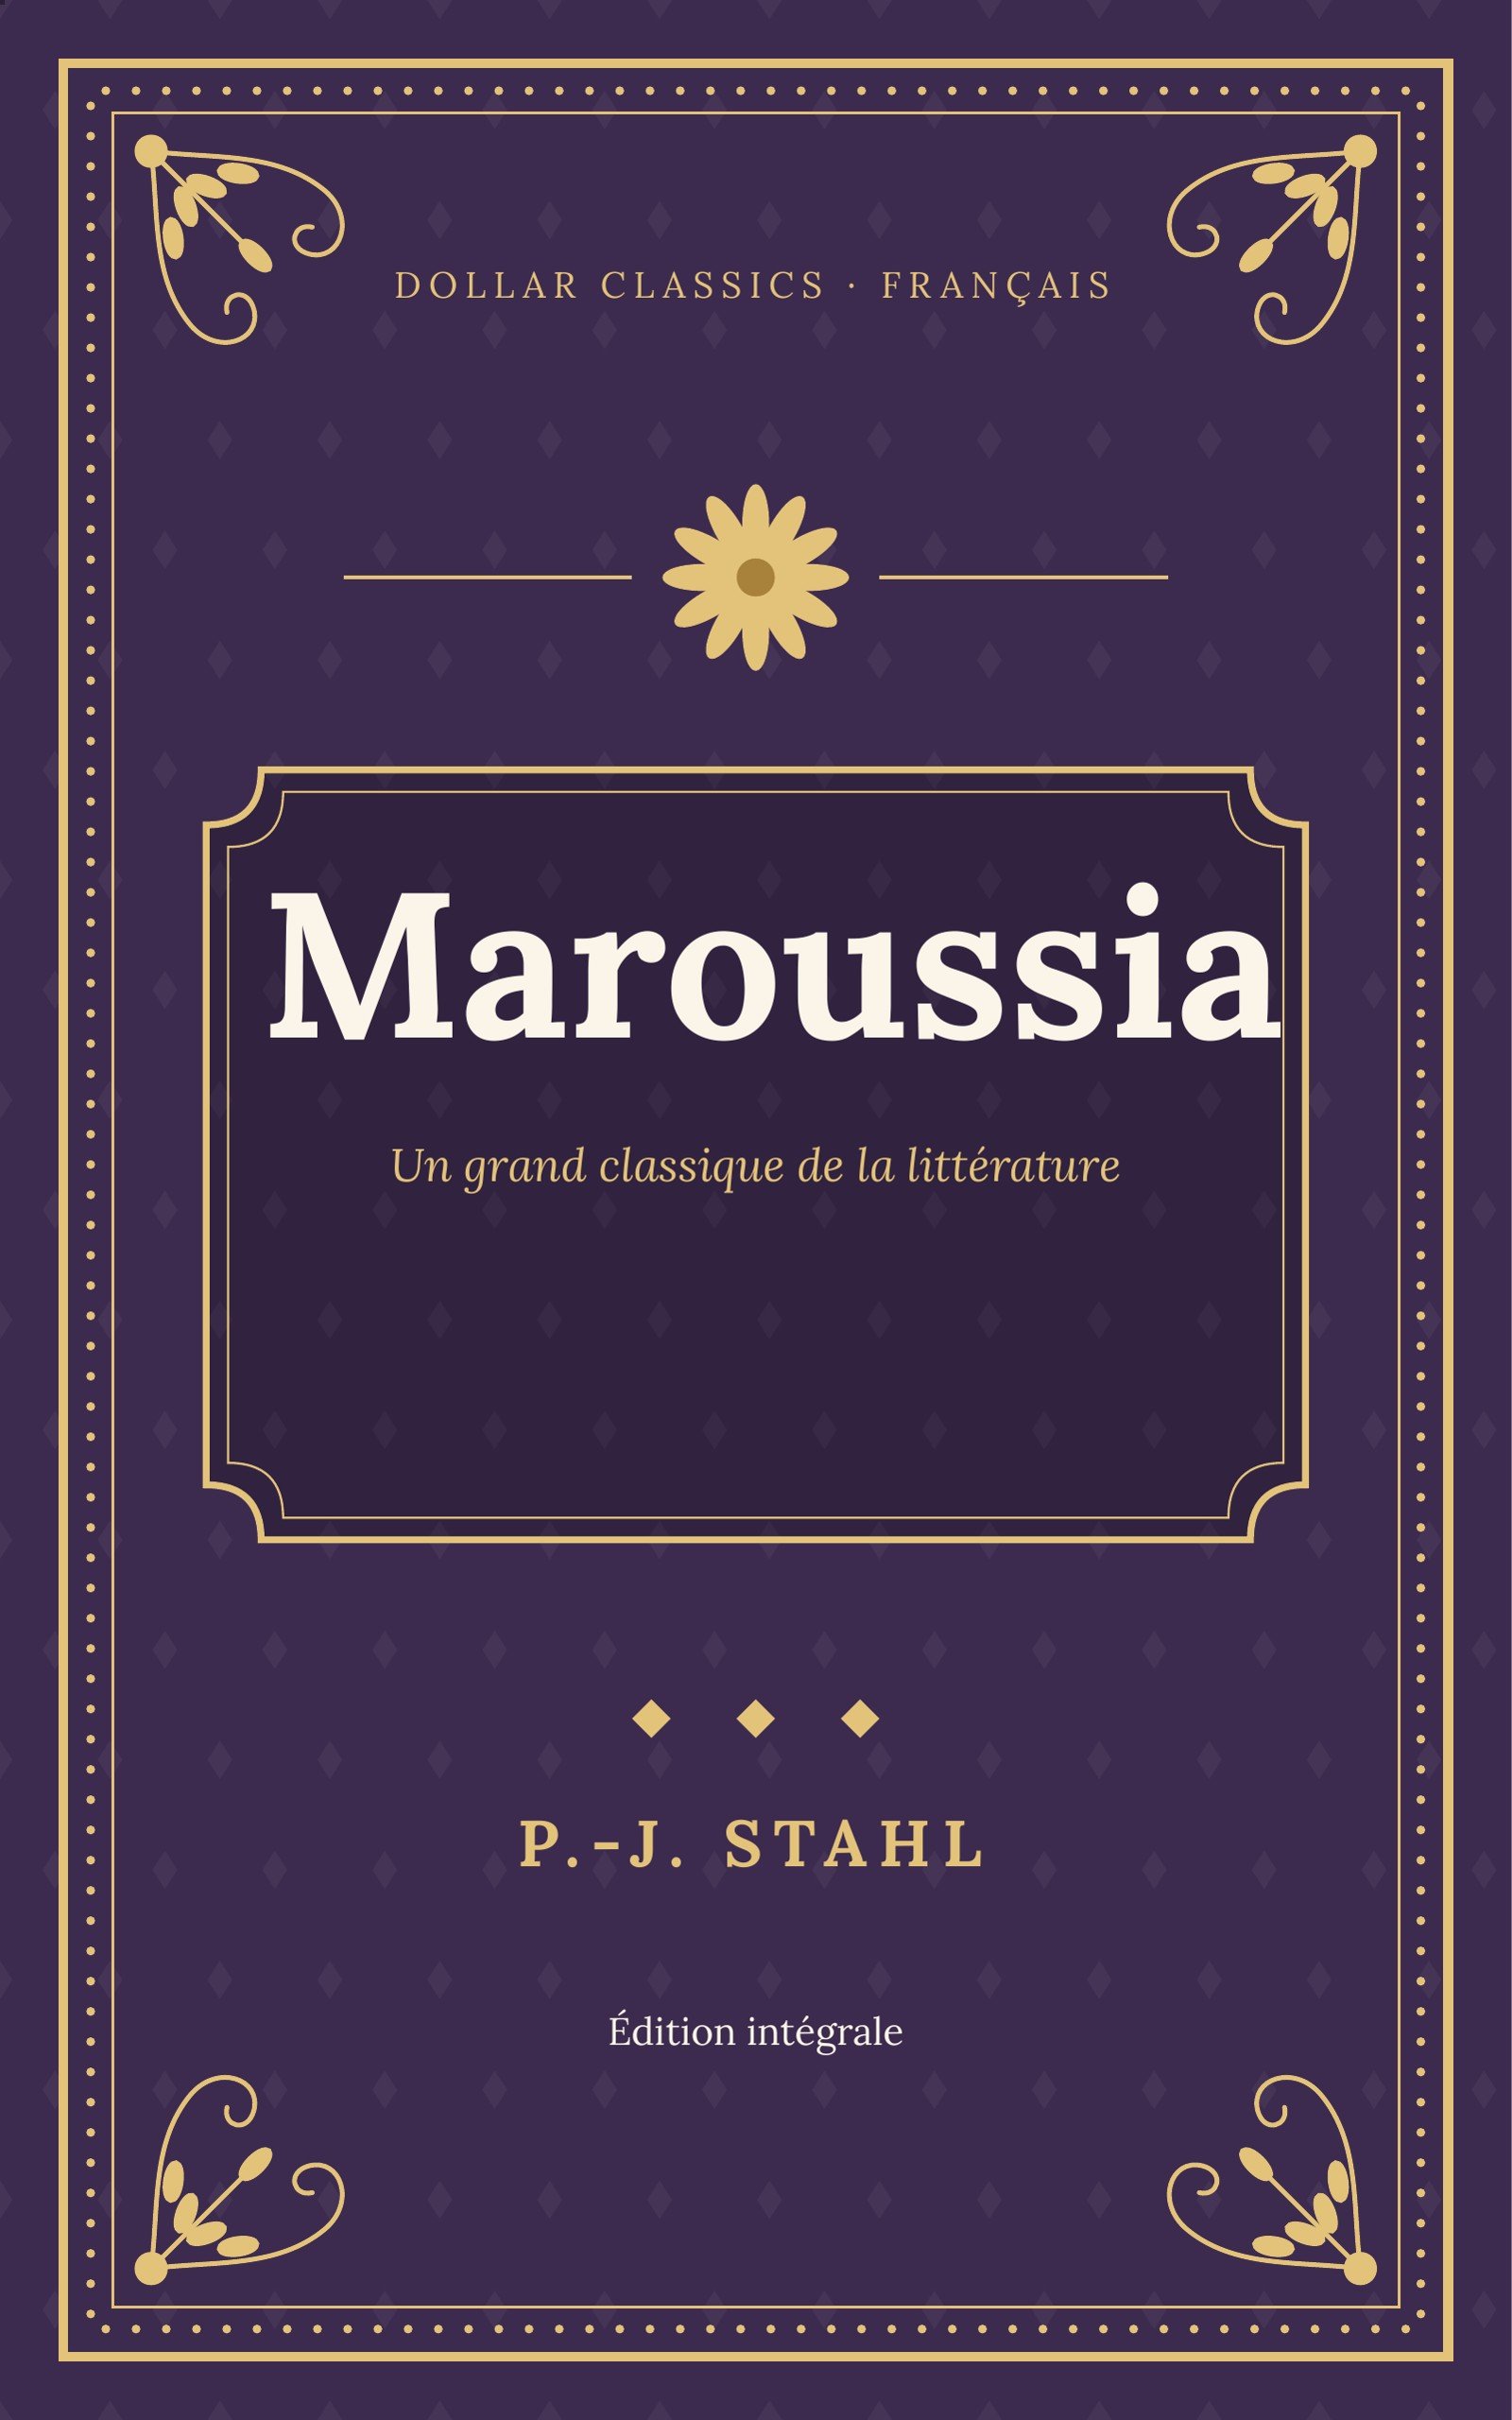 DOLLAR CLASSICS · FRANÇAIS
Maroussia
Un grand classique de la littérature
P.-J. STAHL
Édition intégrale